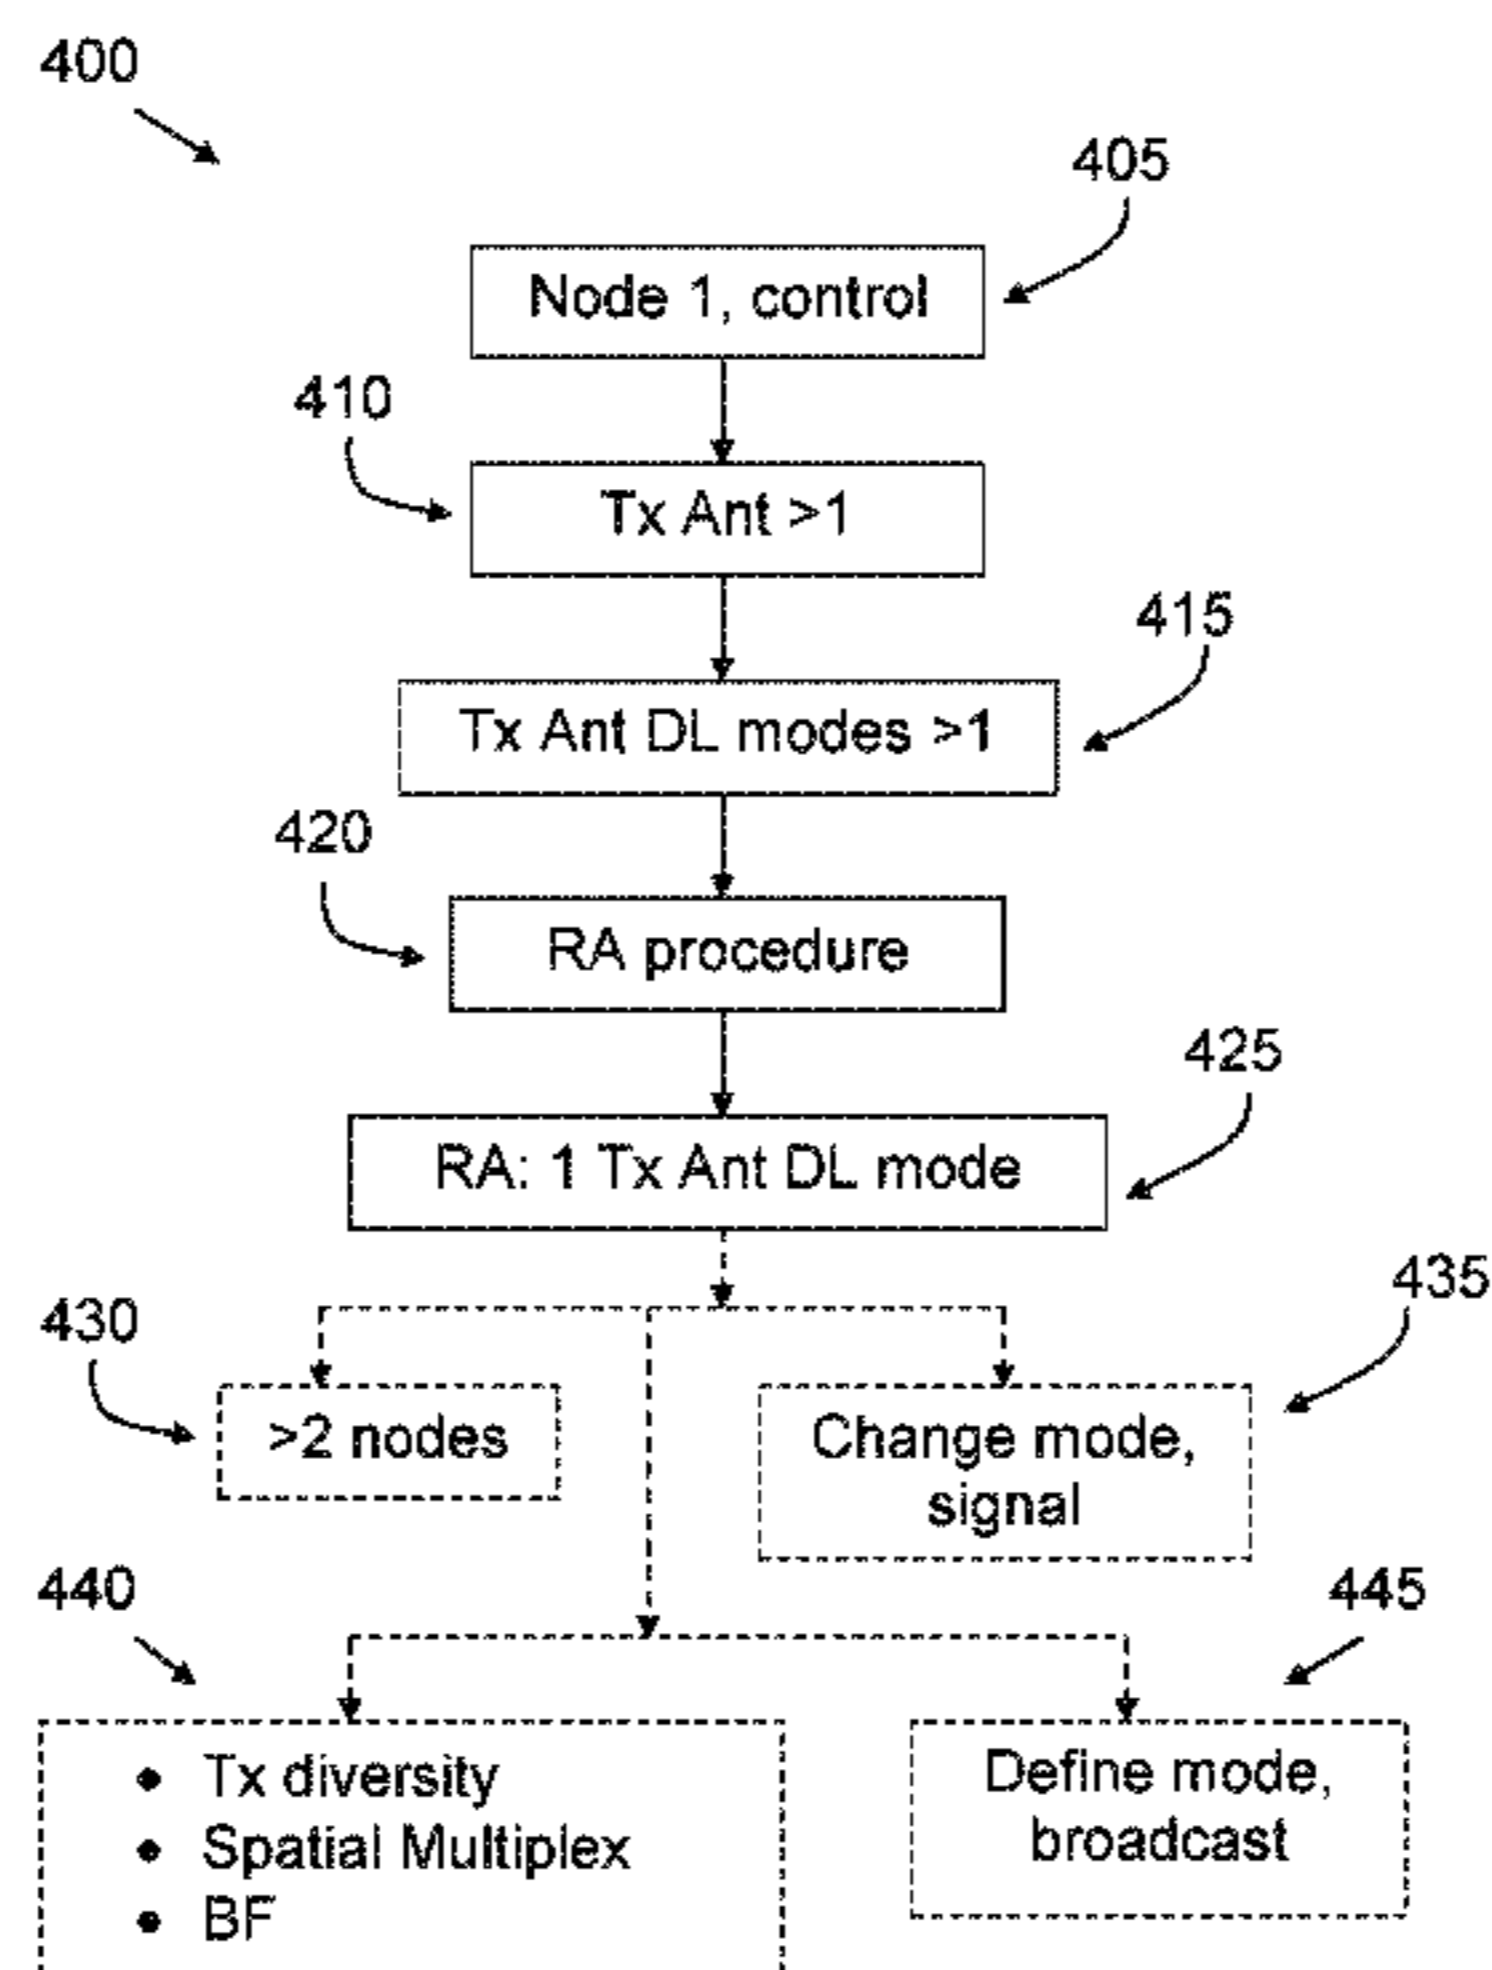 400
405
Node 1, control
410
Tx Ant >1
415
Tx Ant DL modes >1
420
RA procedure
425
RA: 1 Tx Ant DL mode
435
430
>2 nodes
Change mode,
signal
440
445
• Tx diversity
• Spatial Multiplex
• BF
Define mode,
broadcast